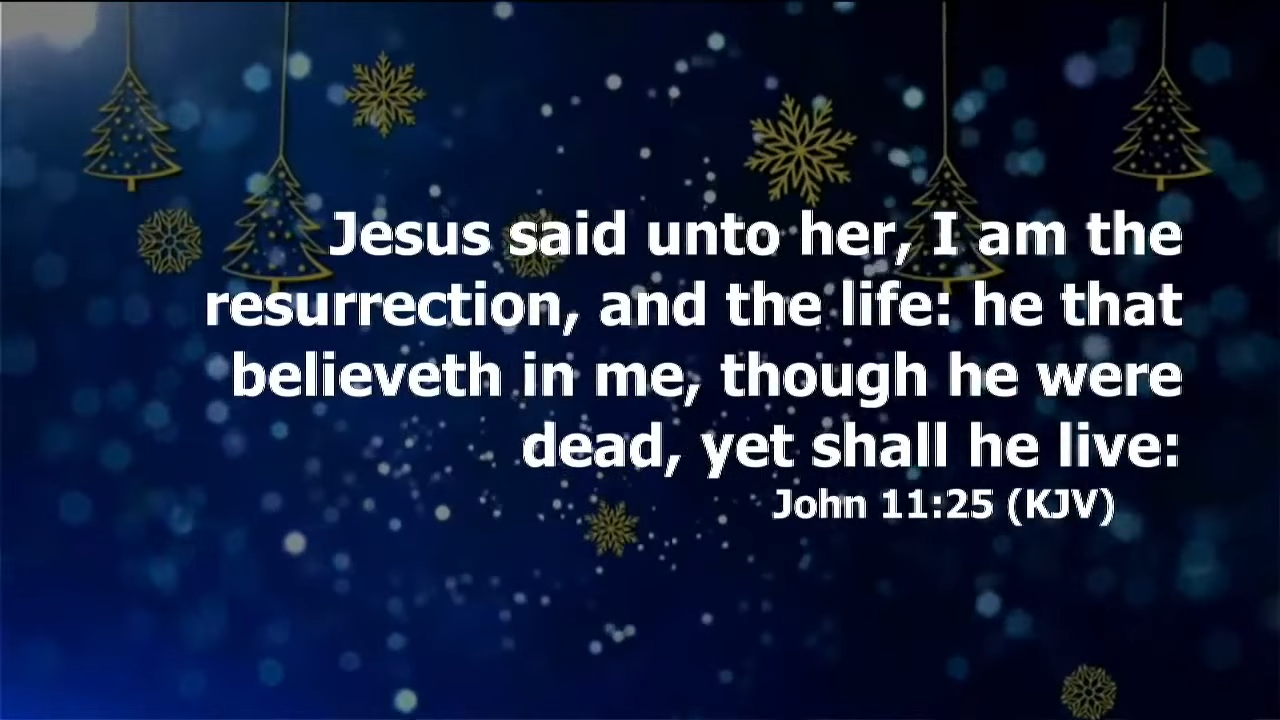 Jesus said unto her, I am the
resurrection, and the life: he that
believeth in me, though he were
dead, yet shall he live:
John 11:25 (KJV)